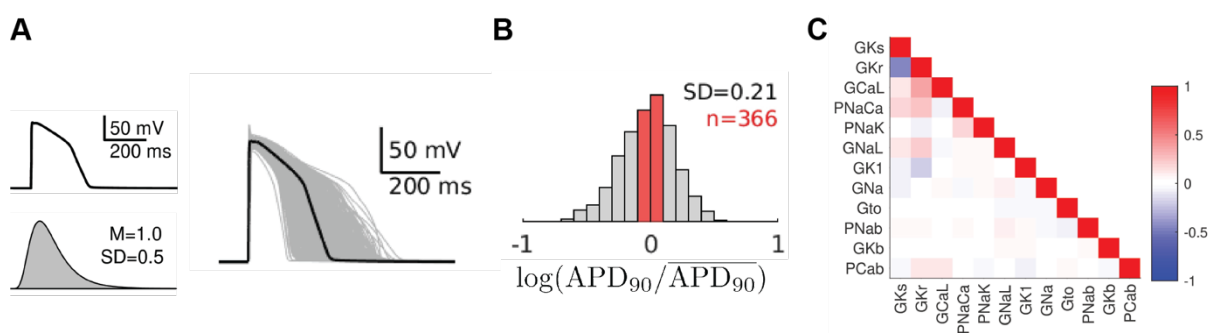 A
50 mV
200 ms
M=1.0
SD=0.5
50 mV
200 ms
B
SD=0.21
n=366
-1
0
1
log(APD90/APD90)
C
GKs
GKr
GCaL
PNaCa
PNaK
GNaL
GK1
GNa
Gto
PNab
GKb
PCab
GKs
GKr
GCaL
PNaCa
PNaK
GNaL
GK1
GNa
Gto
PNab
GKb
PCab
1
0.5
0
-0.5
-1